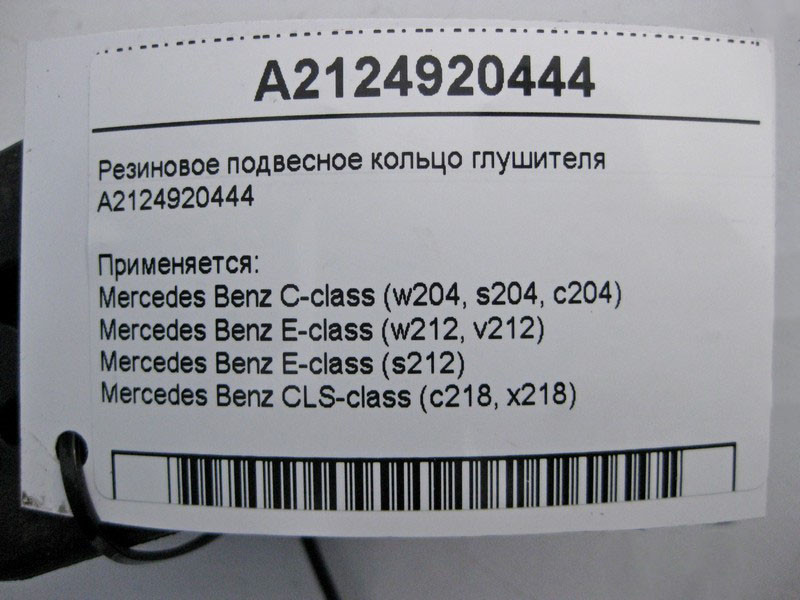 A2124920444
Резиновое подвесное кольцо глушителя
A2124920444
Применяется:
Mercedes Benz C-class (w204, s204, c204)
Mercedes Benz E-class (w212, v212)
Mercedes Benz E-class (s212)
Mercedes Benz CLS-class (c218, x218)